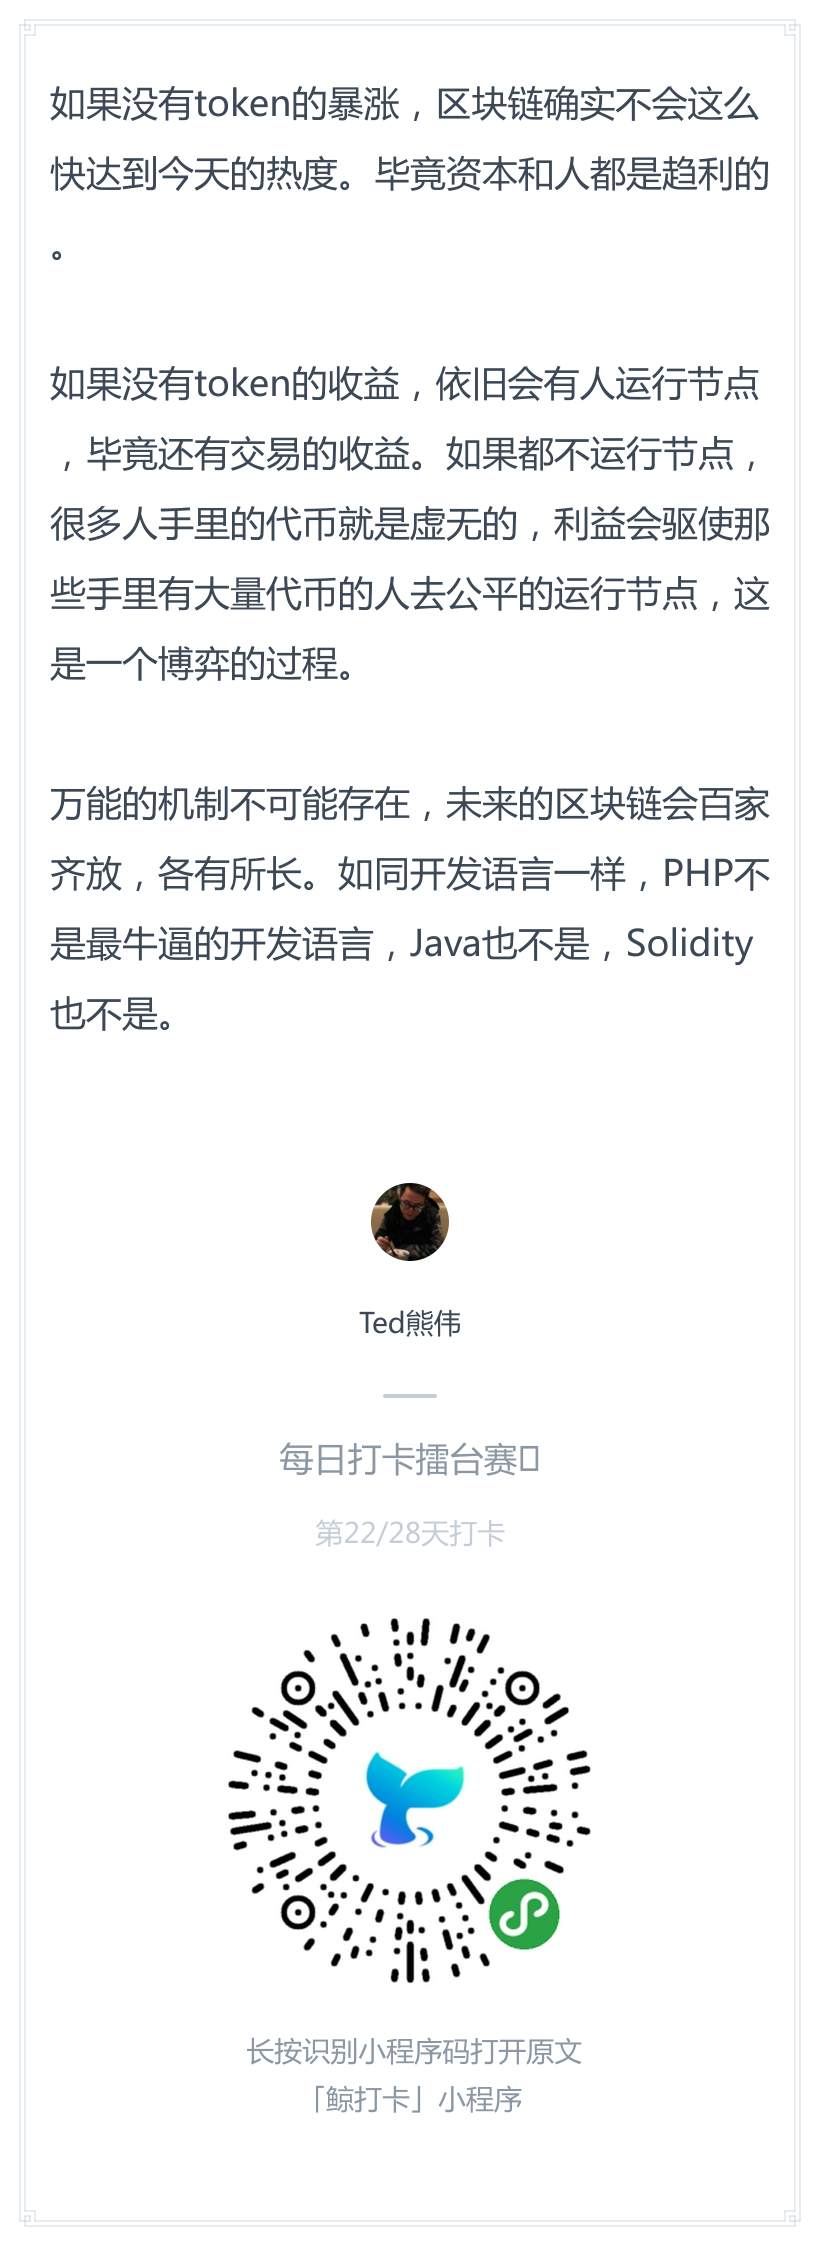 如果没有token的暴涨，区块链确实不会这么
快达到今天的热度。毕竟资本和人都是趋利的
。
如果没有token的收益，依旧会有人运行节点
，毕竟还有交易的收益。如果都不运行节点，
很多人手里的代币就是虚无的，利益会驱使那
些手里有大量代币的人去公平的运行节点，这
是一个博弈的过程。
万能的机制不可能存在，未来的区块链会百家
齐放，各有所长。如同开发语言一样，PHP不
是最牛逼的开发语言，Java也不是，Solidity
也不是。
Ted熊伟
每日打卡擂台赛
第22/28天打卡
长按识别小程序码打开原文
「鲸打卡」小程序